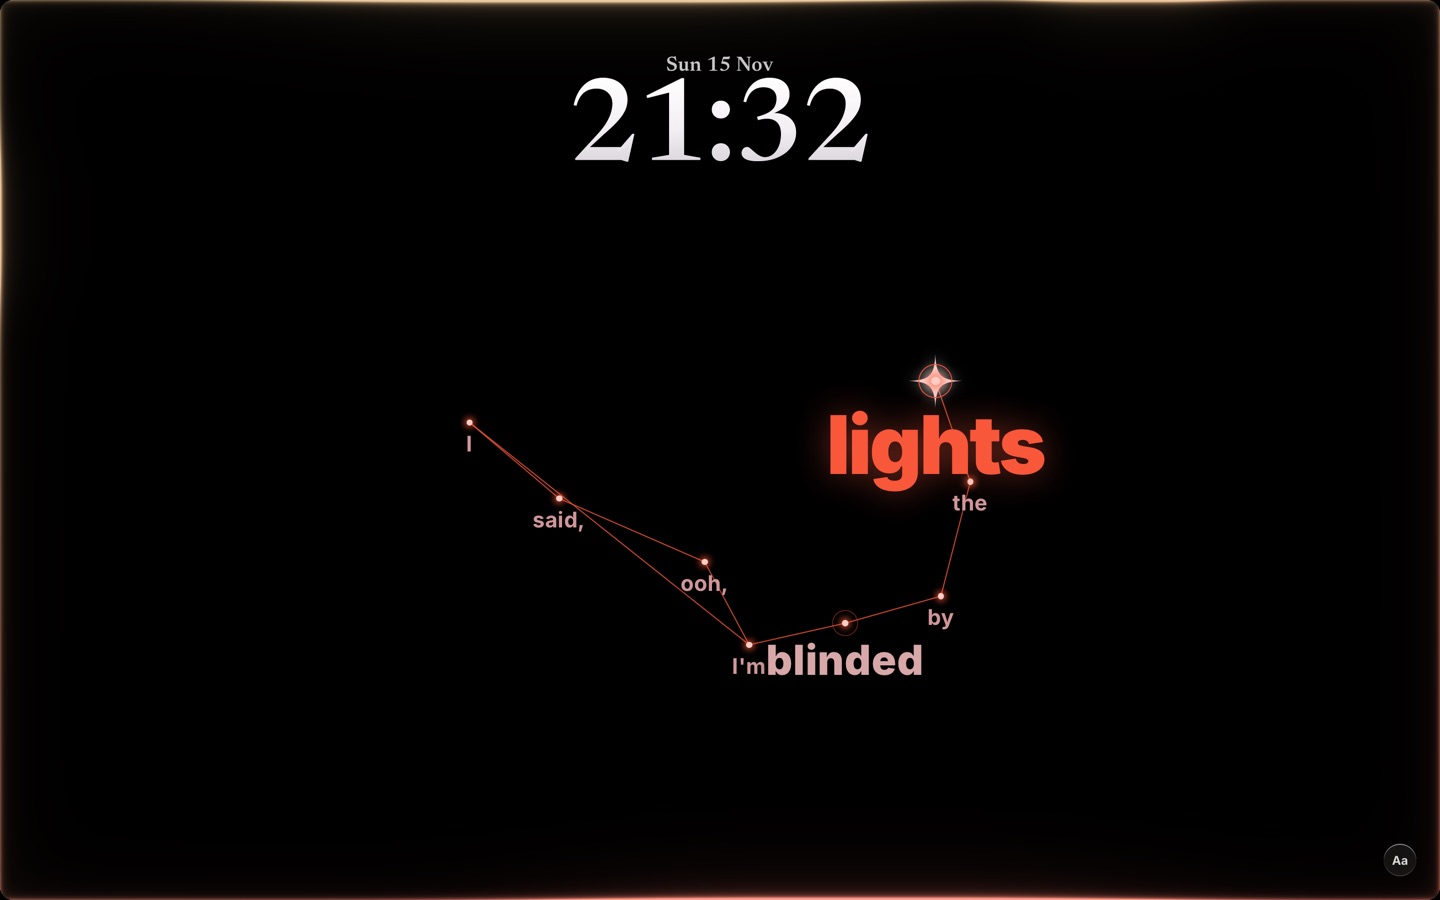 Sun 15 Nov
21:32
I
said,
ooh,
I'm
blinded
by
the
lights
Aa